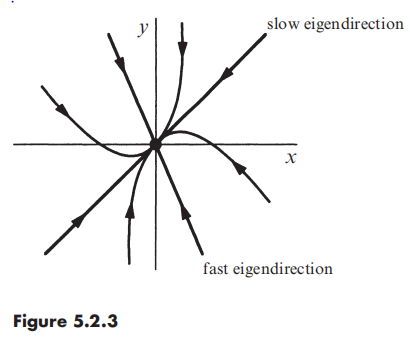 y
slow eigendirection
x
fast eigendirection
Figure 5.2.3